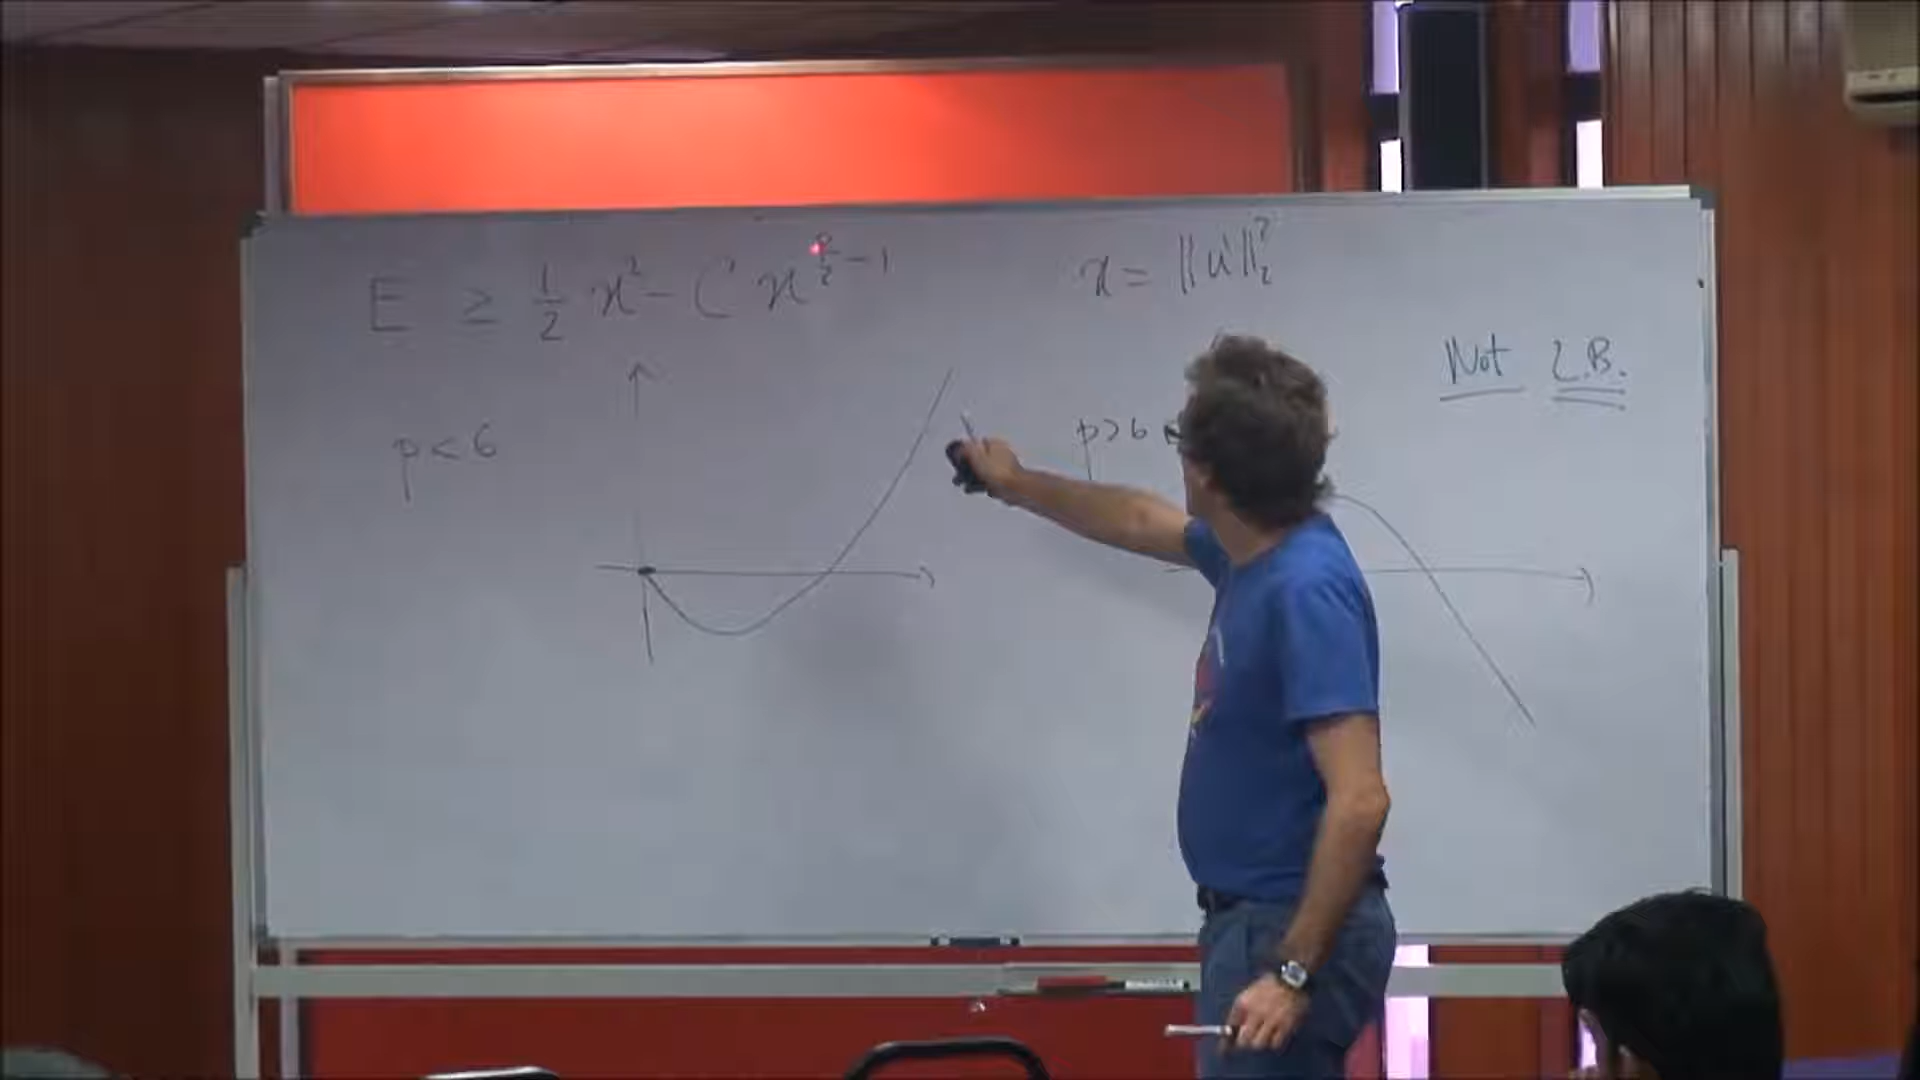 E ≥ 1/2 x² - C x^(p/2 - 1)
x = ||u'||₂²
Not L.B.
p < 6
p > 6